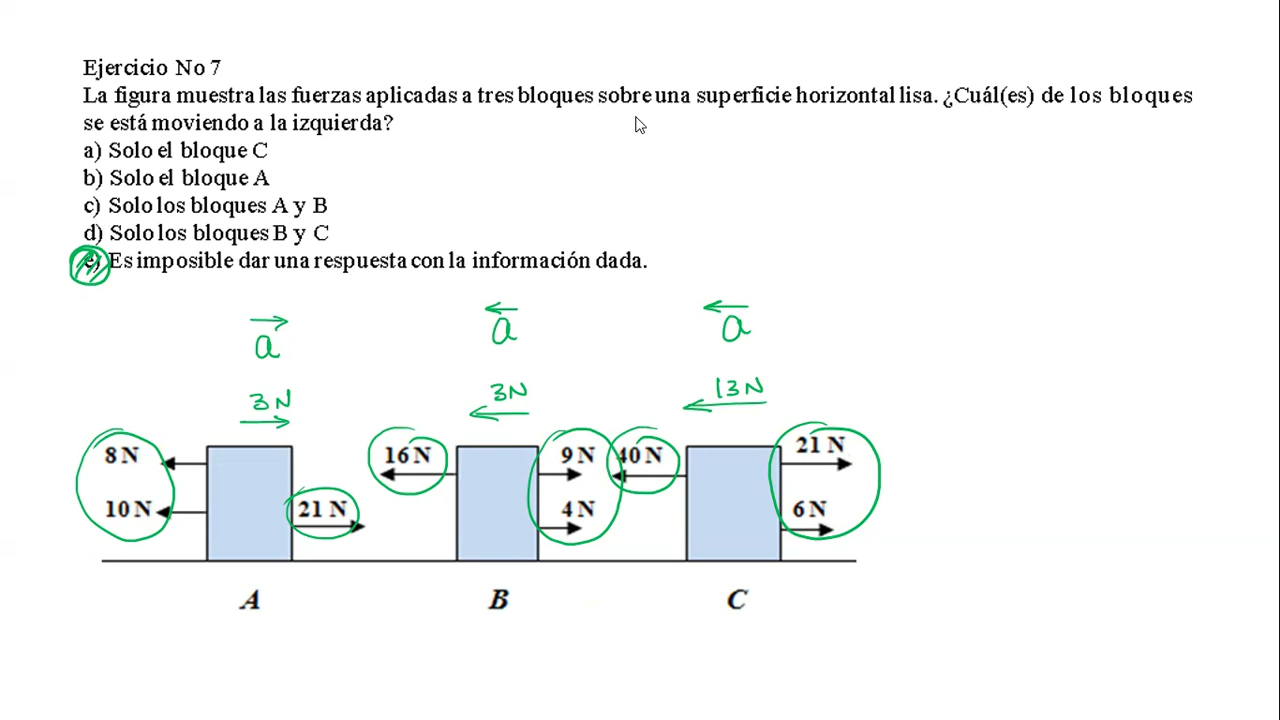 Ejercicio No 7
La figura muestra las fuerzas aplicadas a tres bloques sobre una superficie horizontal lisa. ¿Cuál(es) de los bloques
se está moviendo a la izquierda?
a) Solo el bloque C
b) Solo el bloque A
c) Solo los bloques A y B
d) Solo los bloques B y C
e) Es imposible dar una respuesta con la información dada.
a a a
3N 3N 13N
8 N 16 N 9 N 40 N 21 N
10 N 21 N 4 N 6 N
A B C